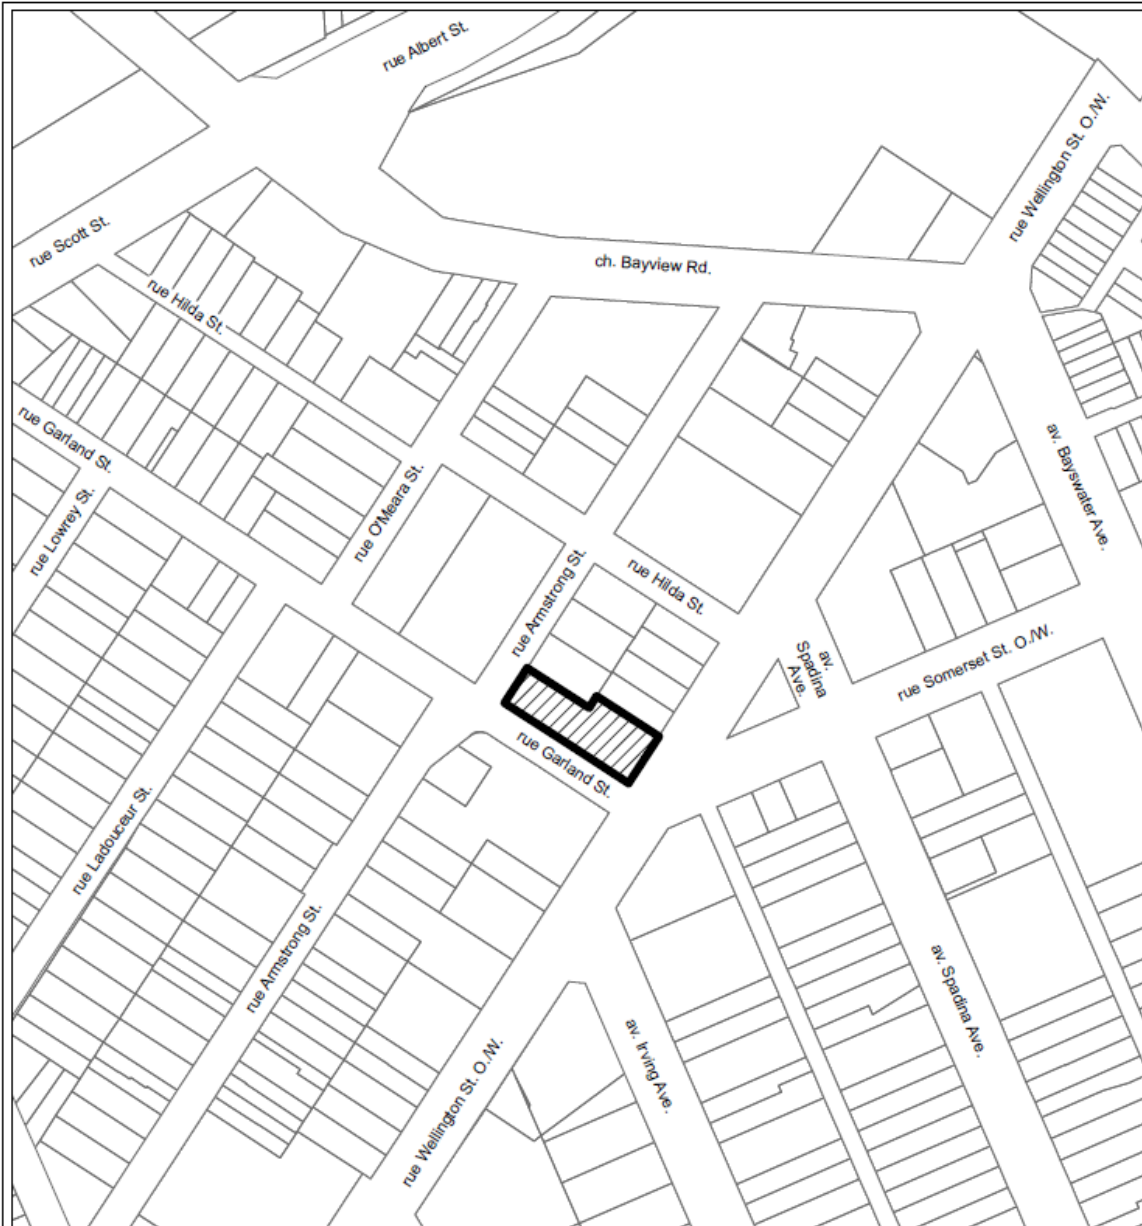 rue Albert St.
rue Wellington St. O./W.
rue Scott St.
ch. Bayview Rd.
rue Hilda St.
rue Garland St.
av. Bayswater Ave.
rue O'Meara St.
rue Lowrey St.
rue Armstrong St.
rue Hilda St.
av.
Spadina
Ave.
rue Somerset St. O./W.
rue Garland St.
rue Ladouceur St.
rue Armstrong St.
av. Spadina Ave.
av. Irving Ave.
rue Wellington St. O./W.